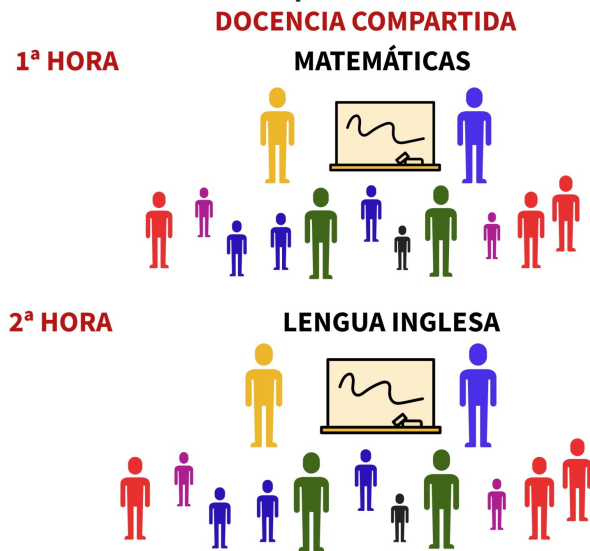 DOCENCIA COMPARTIDA
1ª HORA MATEMÁTICAS
2ª HORA LENGUA INGLESA